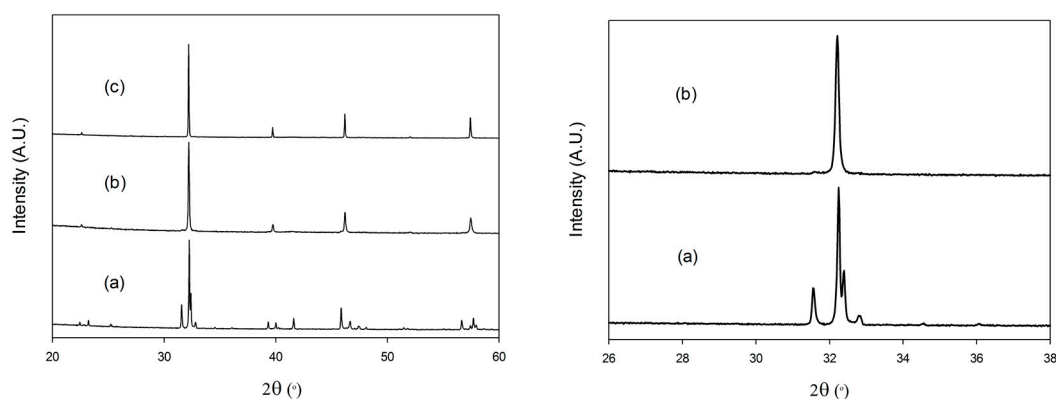 (c)
(b)
(a)
Intensity (A.U.)
20 30 40 50 60
2θ (°)
(b)
(a)
Intensity (A.U.)
26 28 30 32 34 36 38
2θ (°)